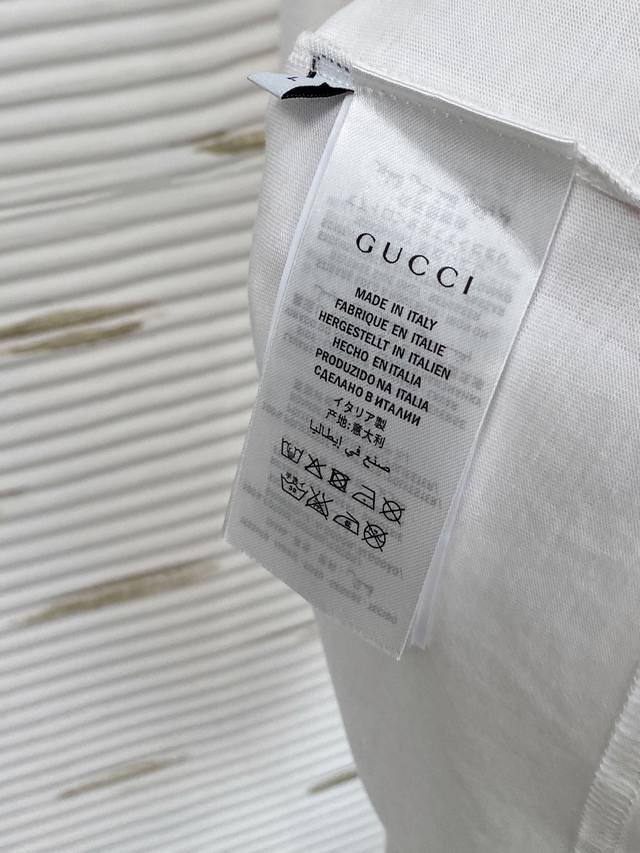 GUCCI
MADE IN ITALY
FABRIQUE EN ITALIE
HERGESTELLT IN ITALIEN
HECHO EN ITALIA
PRODUZIDO NA ITALIA
СДЕЛАНО В ИТАЛИИ
イタリア製
产地:意大利
صنع في إيطاليا